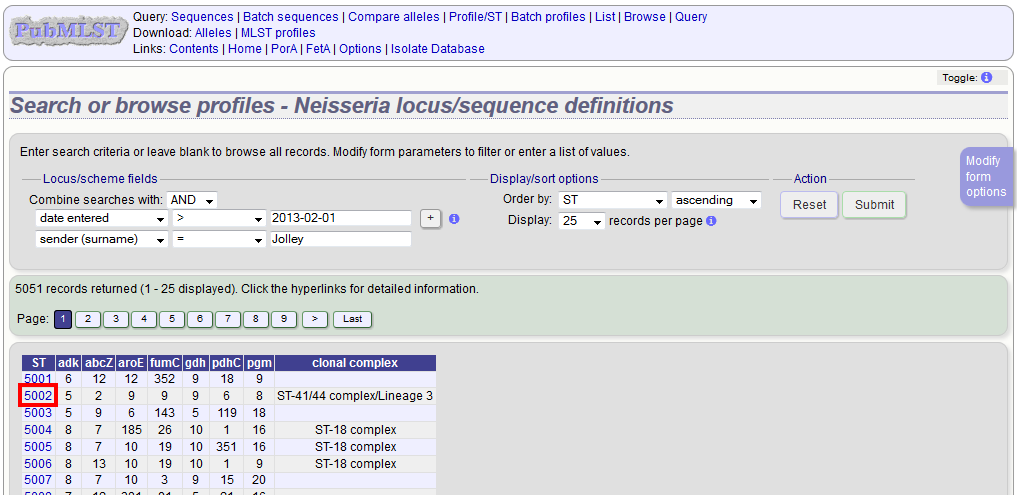 PubMLST
Query: Sequences | Batch sequences | Compare alleles | Profile/ST | Batch profiles | List | Browse | Query
Download: Alleles | MLST profiles
Links: Contents | Home | PorA | FetA | Options | Isolate Database
Toggle: i
Search or browse profiles - Neisseria locus/sequence definitions
Enter search criteria or leave blank to browse all records. Modify form parameters to filter or enter a list of values.
Modify form options
Locus/scheme fields Display/sort options Action
Combine searches with: AND Order by: ST ascending Reset Submit
date entered > 2013-02-01 + i Display: 25 records per page i
sender (surname) = Jolley
5051 records returned (1 - 25 displayed). Click the hyperlinks for detailed information.
Page: 1 2 3 4 5 6 7 8 9 > Last
ST adk abcZ aroE fumC gdh pdhC pgm clonal complex
5001 6 12 12 352 9 18 9
5002 5 2 9 9 9 6 8 ST-41/44 complex/Lineage 3
5003 5 9 6 143 5 119 18
5004 8 7 185 26 10 1 16 ST-18 complex
5005 8 7 10 19 10 351 16 ST-18 complex
5006 8 13 10 19 10 1 9 ST-18 complex
5007 8 7 10 3 9 15 20